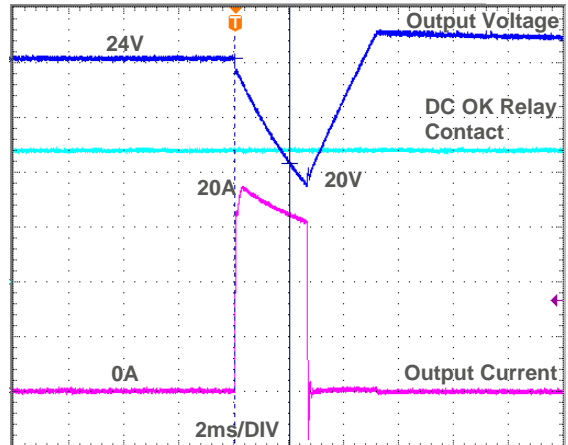 T
Output Voltage
24V
DC OK Relay
Contact
20A
20V
0A
Output Current
2ms/DIV